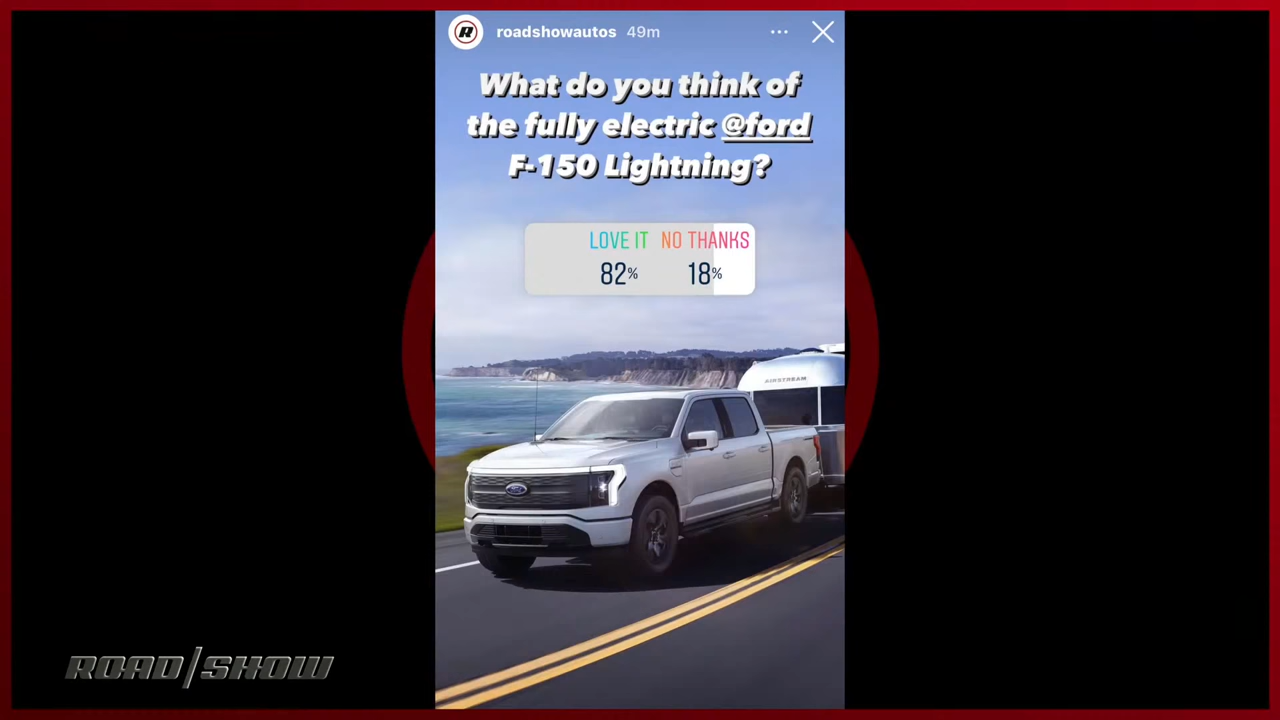 roadshowautos 49m
What do you think of
the fully electric @ford
F-150 Lightning?
LOVE IT NO THANKS
82% 18%
AIRSTREAM
Ford
ROAD/SHOW